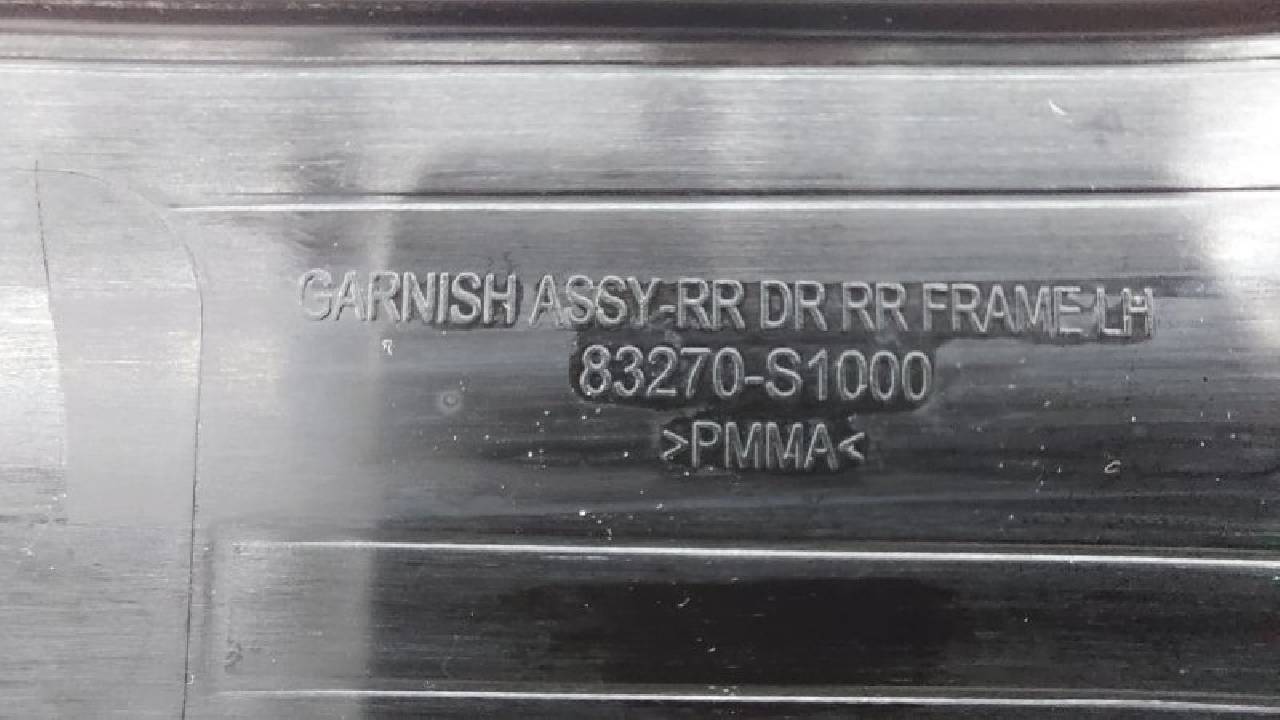 GARNISH ASSY-RR DR RR FRAME LH
83270-S1000
>PMMA<